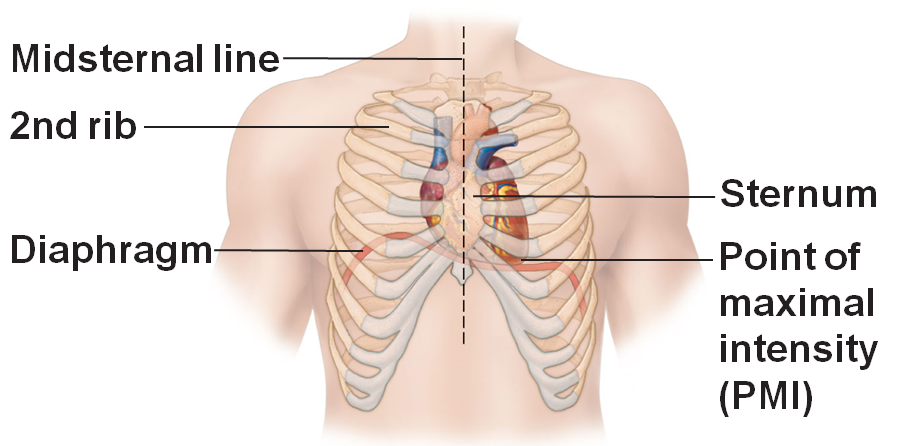 Midsternal line
2nd rib
Diaphragm
Sternum
Point of
maximal
intensity
(PMI)